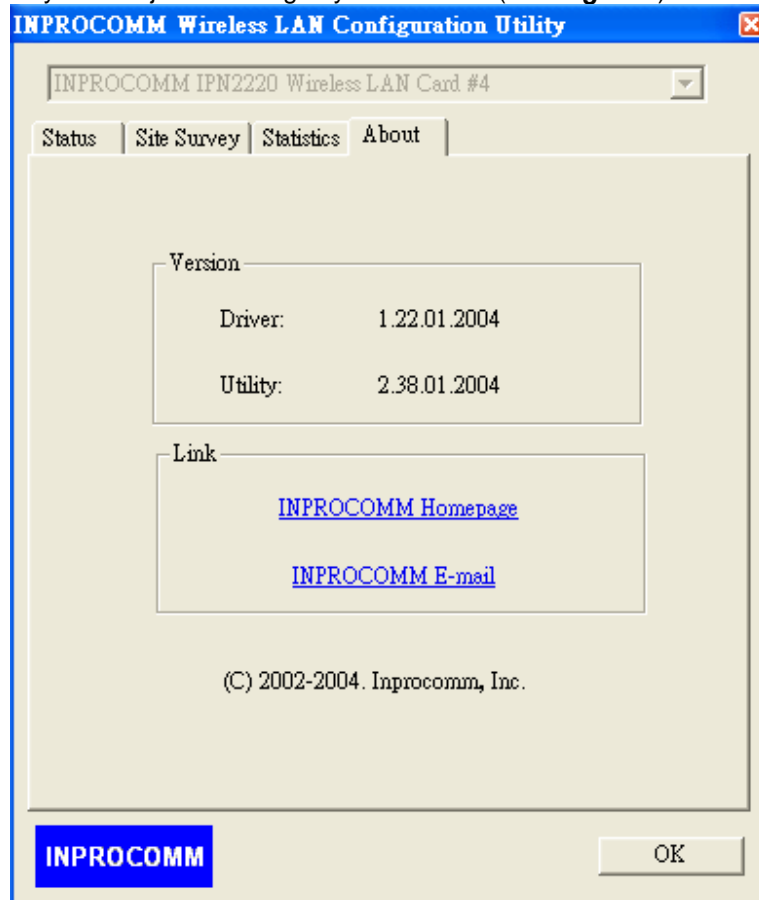 INPROCOMM Wireless LAN Configuration Utility
INPROCOMM IPN2220 Wireless LAN Card #4
Status Site Survey Statistics About
Version
Driver: 1.22.01.2004
Utility: 2.38.01.2004
Link
INPROCOMM Homepage
INPROCOMM E-mail
(C) 2002-2004. Inprocomm, Inc.
INPROCOMM OK